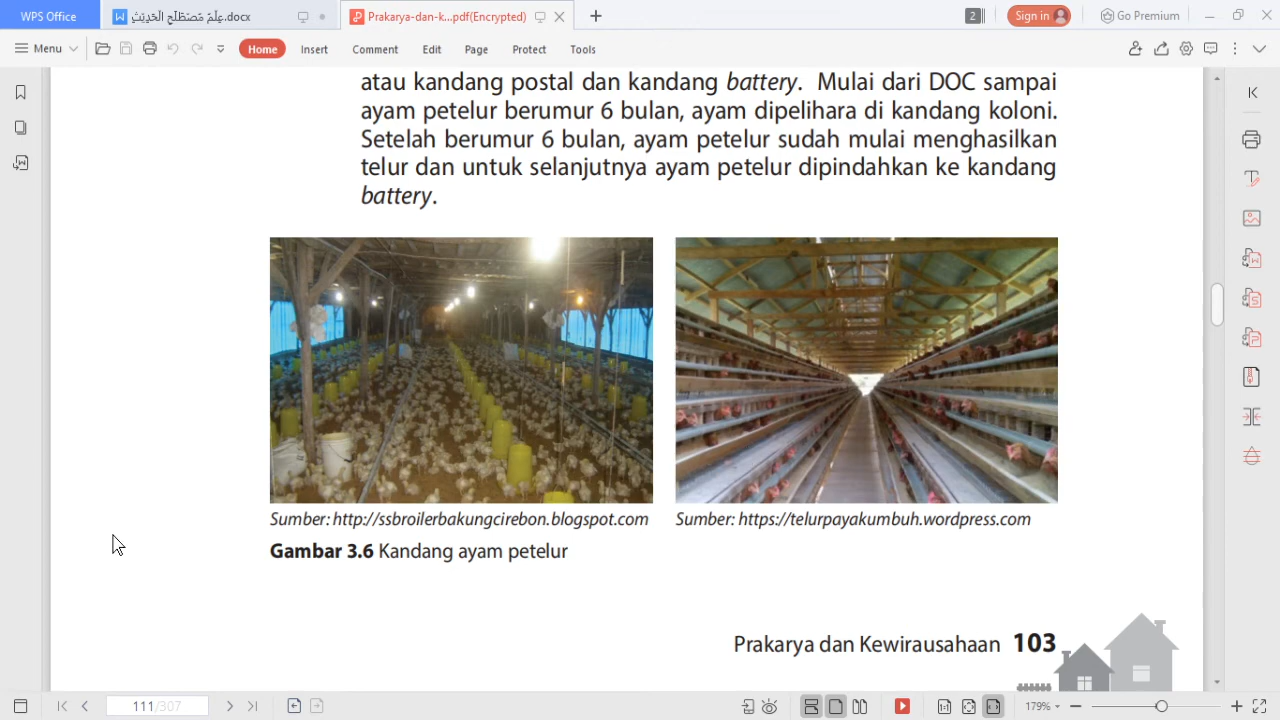 WPS Office
عِلْمُ مُصْطَلَحِ الْحَدِيْثِ.docx
Prakarya-dan-k...pdf(Encrypted)
2
Sign in
Go Premium
Menu
Home
Insert
Comment
Edit
Page
Protect
Tools
atau kandang postal dan kandang battery. Mulai dari DOC sampai
ayam petelur berumur 6 bulan, ayam dipelihara di kandang koloni.
Setelah berumur 6 bulan, ayam petelur sudah mulai menghasilkan
telur dan untuk selanjutnya ayam petelur dipindahkan ke kandang
battery.
Sumber: http://ssbroilerbakungcirebon.blogspot.com
Sumber: https://telurpayakumbuh.wordpress.com
Gambar 3.6 Kandang ayam petelur
Prakarya dan Kewirausahaan 103
111/307
179%